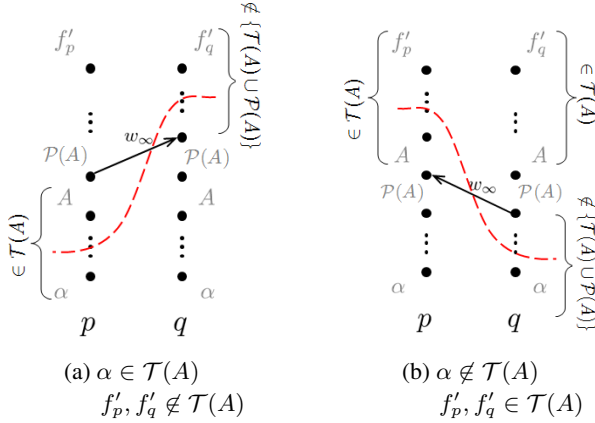 f′_p f′_q
∉ {𝒯(A) ∪ 𝒫(A)}
w_∞
𝒫(A) 𝒫(A)
A A
∈ 𝒯(A)
α α
p q
(a) α ∈ 𝒯(A)
f′_p, f′_q ∉ 𝒯(A)
f′_p f′_q
∈ 𝒯(A)
∈ 𝒯(A)
A A
𝒫(A) w_∞ 𝒫(A)
∉ {𝒯(A) ∪ 𝒫(A)}
α α
p q
(b) α ∉ 𝒯(A)
f′_p, f′_q ∈ 𝒯(A)